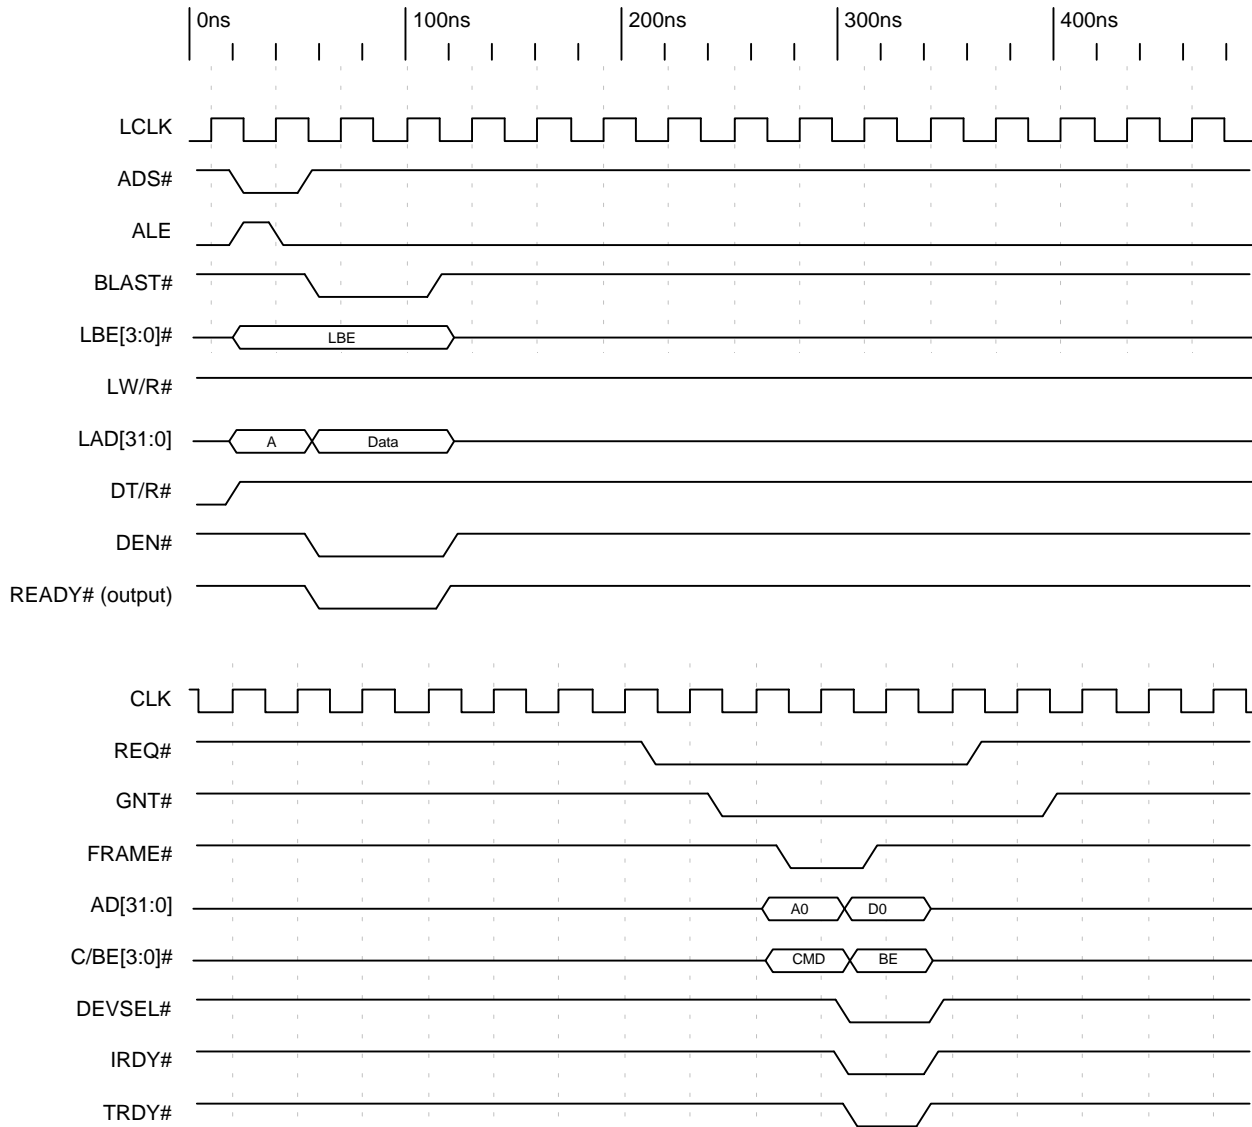 0ns 100ns 200ns 300ns 400ns
LCLK
ADS#
ALE
BLAST#
LBE[3:0]# LBE
LW/R#
LAD[31:0] A Data
DT/R#
DEN#
READY# (output)
CLK
REQ#
GNT#
FRAME#
AD[31:0] A0 D0
C/BE[3:0]# CMD BE
DEVSEL#
IRDY#
TRDY#